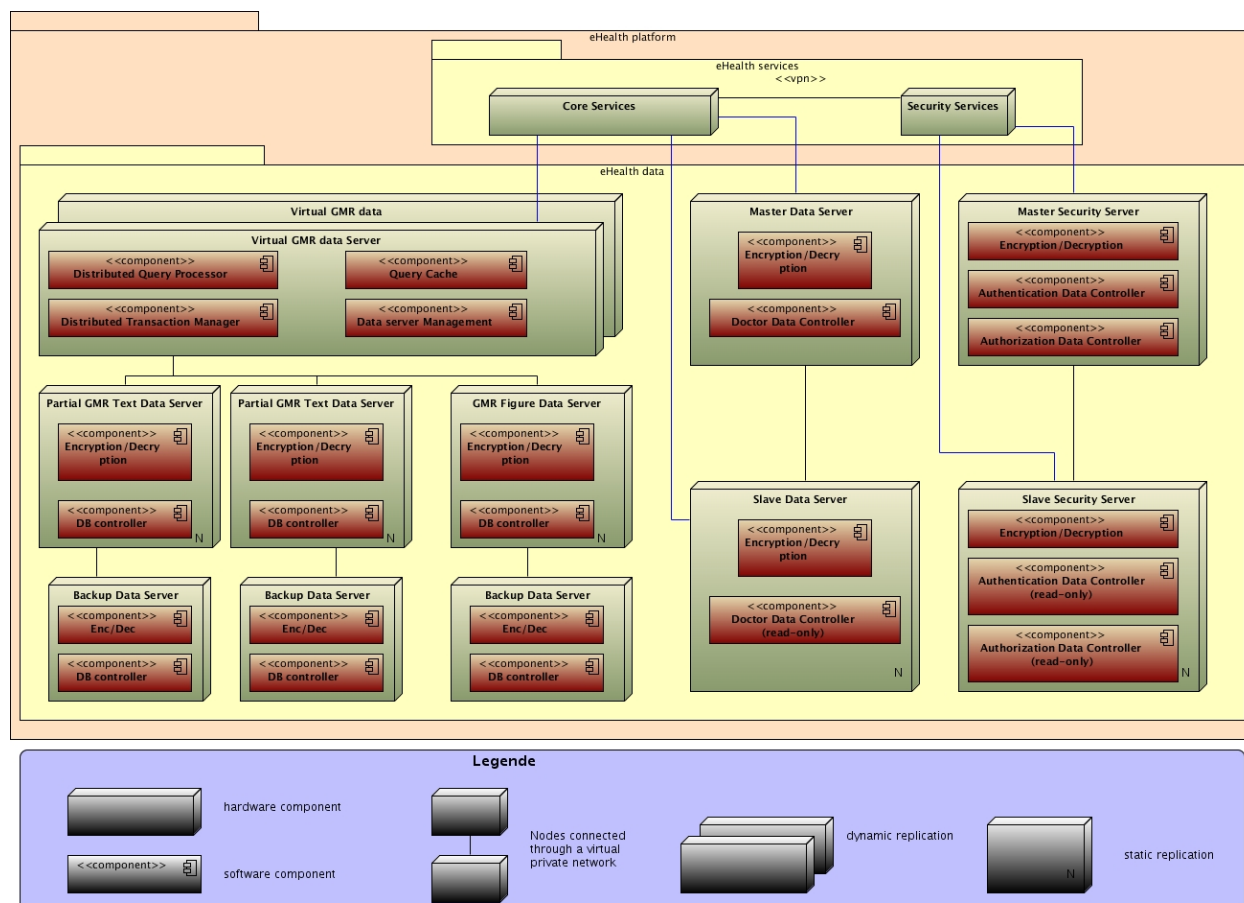 eHealth platform
eHealth services
<<vpn>>
Core Services
Security Services
eHealth data
Virtual GMR data
Virtual GMR data Server
<<component>>
Distributed Query Processor
<<component>>
Query Cache
<<component>>
Distributed Transaction Manager
<<component>>
Data server Management
Master Data Server
<<component>>
Encryption/Decry
ption
<<component>>
Doctor Data Controller
Master Security Server
<<component>>
Encryption/Decryption
<<component>>
Authentication Data Controller
<<component>>
Authorization Data Controller
Partial GMR Text Data Server
<<component>>
Encryption/Decry
ption
<<component>>
DB controller
N
Partial GMR Text Data Server
<<component>>
Encryption/Decry
ption
<<component>>
DB controller
N
GMR Figure Data Server
<<component>>
Encryption/Decry
ption
<<component>>
DB controller
N
Slave Data Server
<<component>>
Encryption/Decry
ption
<<component>>
Doctor Data Controller
(read-only)
N
Slave Security Server
<<component>>
Encryption/Decryption
<<component>>
Authentication Data Controller
(read-only)
<<component>>
Authorization Data Controller
(read-only)
N
Backup Data Server
<<component>>
Enc/Dec
<<component>>
DB controller
Backup Data Server
<<component>>
Enc/Dec
<<component>>
DB controller
Backup Data Server
<<component>>
Enc/Dec
<<component>>
DB controller
Legende
hardware component
<<component>>
software component
Nodes connected
through a virtual
private network
dynamic replication
N
static replication